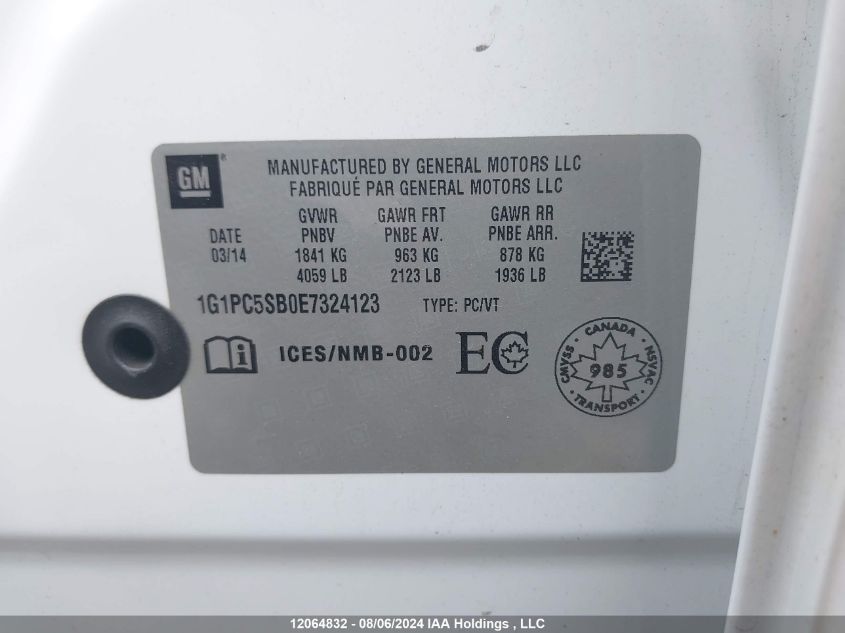 GM
MANUFACTURED BY GENERAL MOTORS LLC
FABRIQUÉ PAR GENERAL MOTORS LLC
GVWR GAWR FRT GAWR RR
DATE PNBV PNBE AV. PNBE ARR.
03/14 1841 KG 963 KG 878 KG
4059 LB 2123 LB 1936 LB
1G1PC5SB0E7324123 TYPE: PC/VT
i ICES/NMB-002 EC
CANADA
CMVSS 985 NSVAC
TRANSPORT
12064832 - 08/06/2024 IAA Holdings , LLC